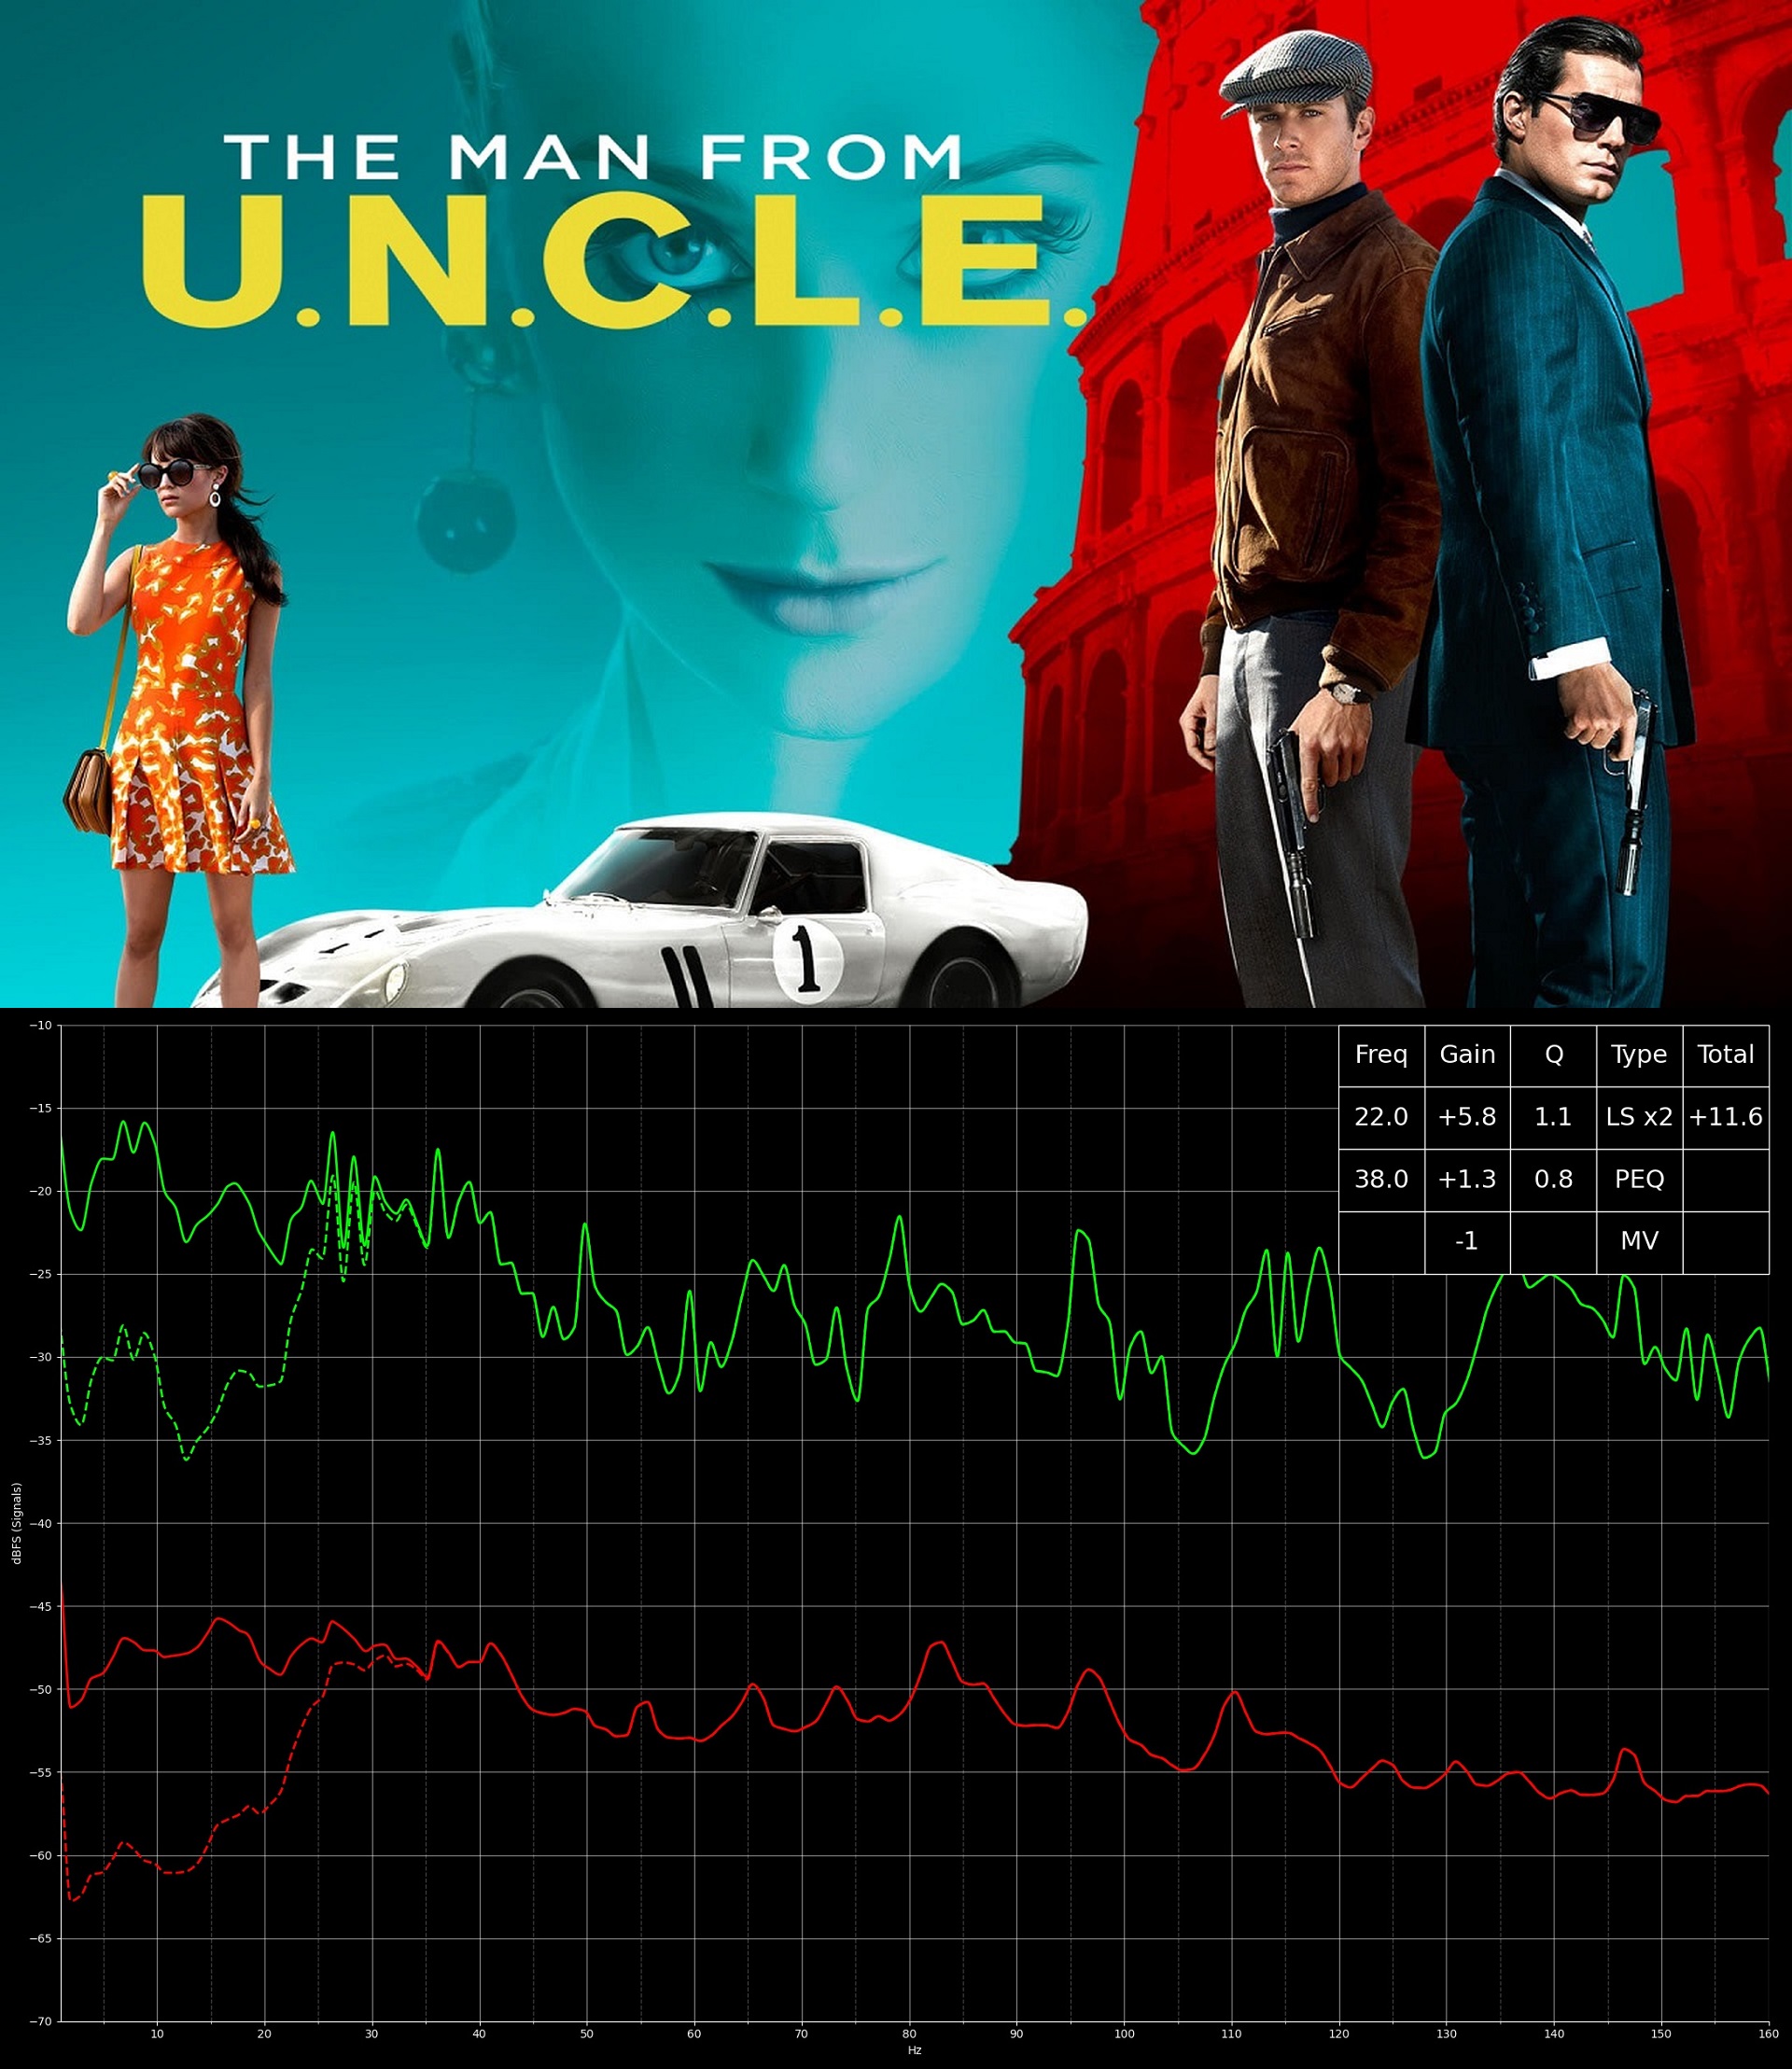 THE MAN FROM
U.N.C.L.E.
1
Freq Gain Q Type Total
22.0 +5.8 1.1 LS x2 +11.6
38.0 +1.3 0.8 PEQ
-1 MV
−10
−15
−20
−25
−30
−35
−40
−45
−50
−55
−60
−65
−70
dBFS (Signals)
10 20 30 40 50 60 70 80 90 100 110 120 130 140 150 160
Hz